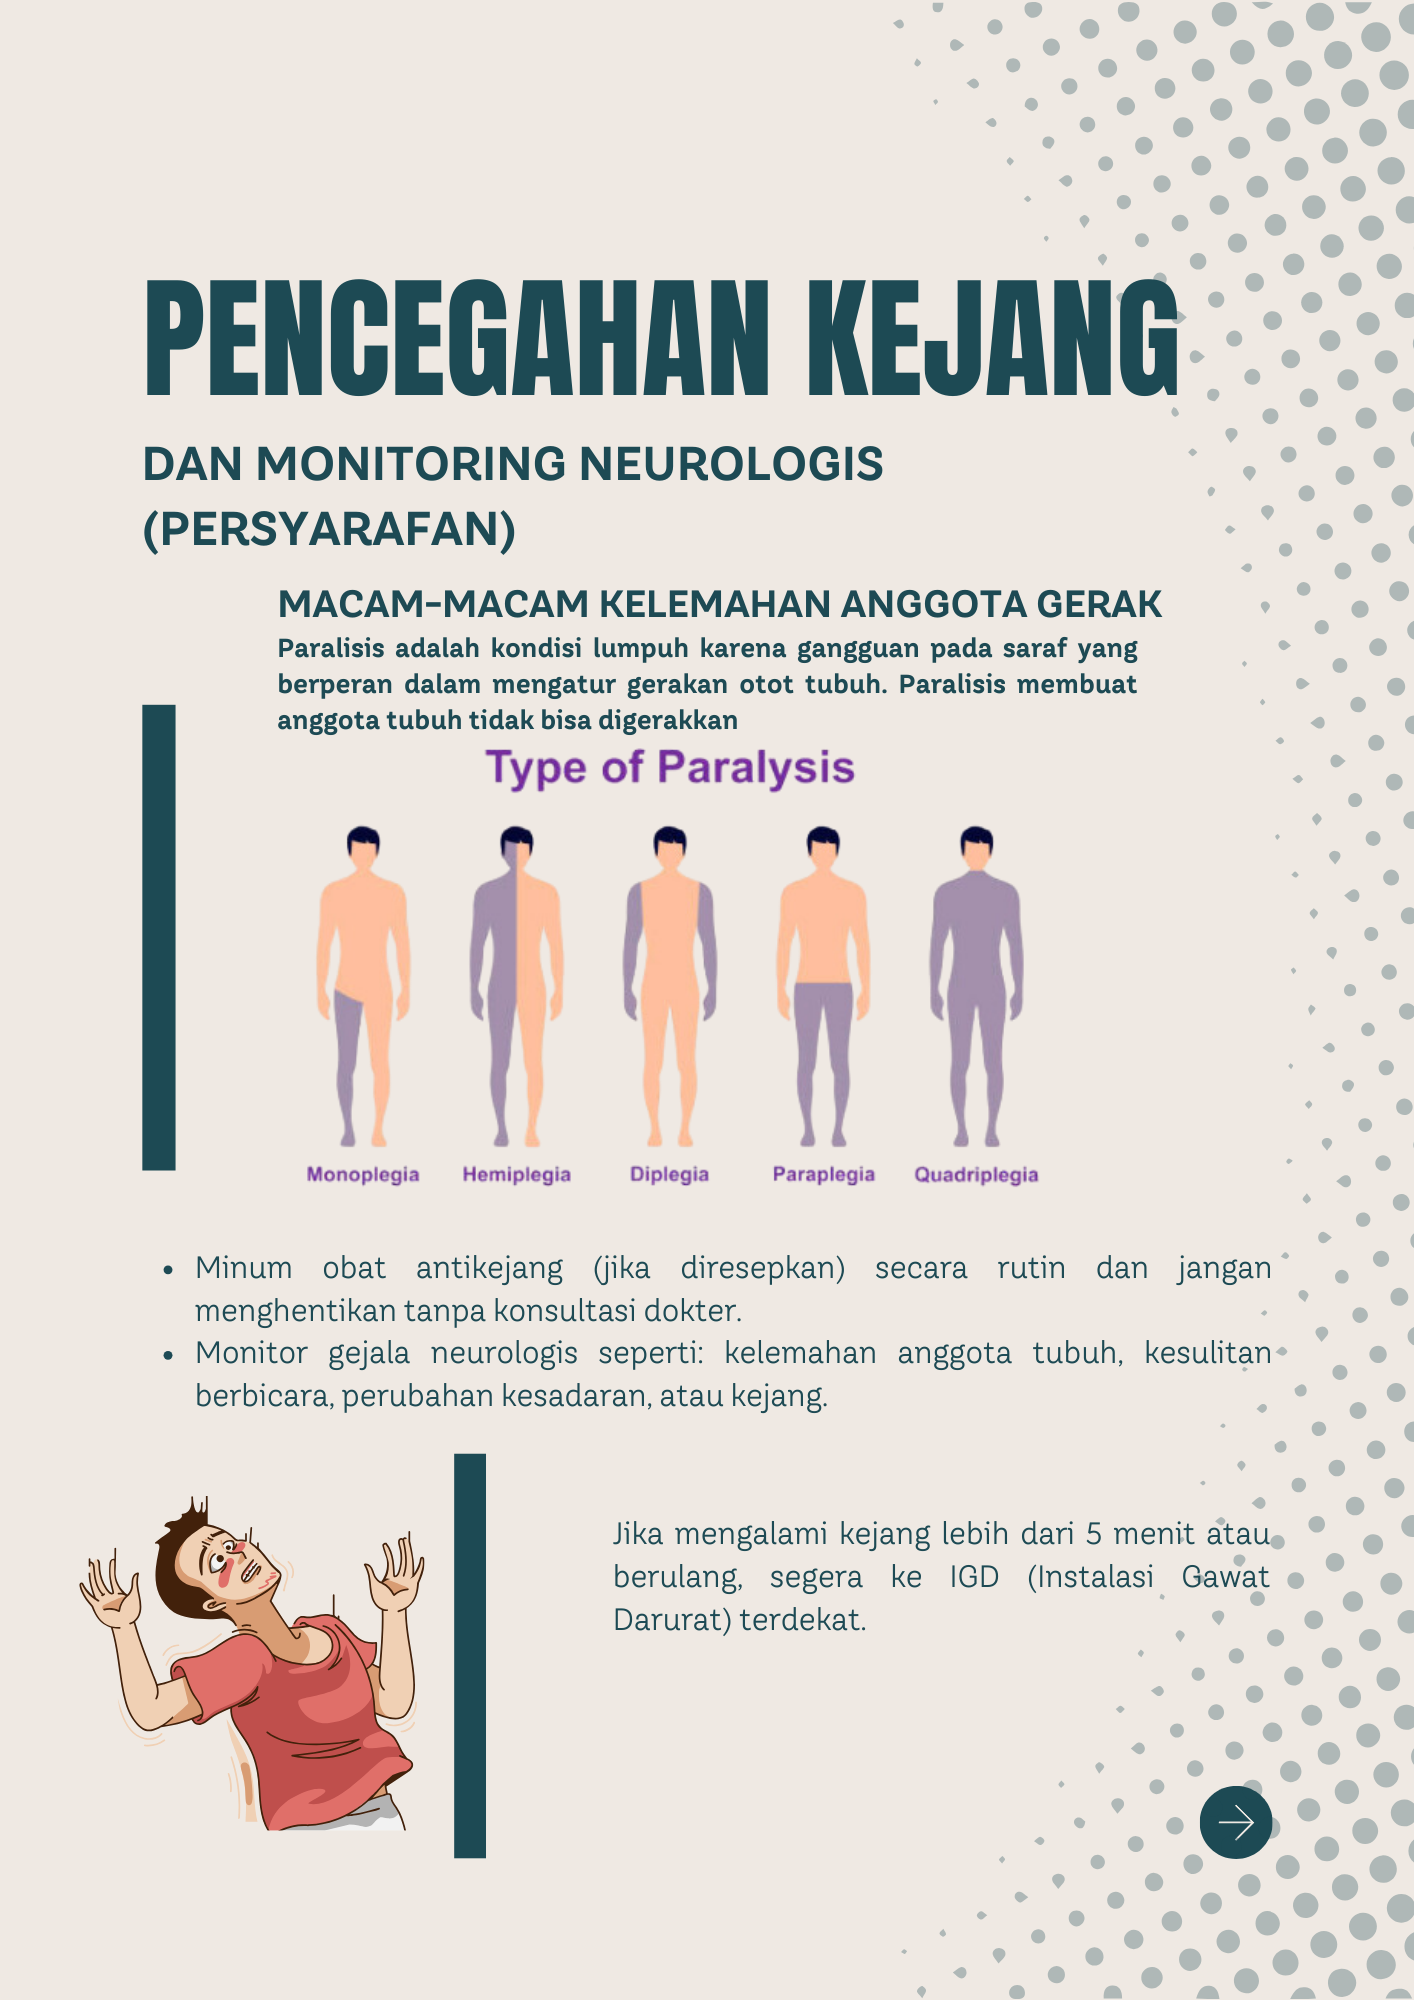 PENCEGAHAN KEJANG
DAN MONITORING NEUROLOGIS
(PERSYARAFAN)
MACAM-MACAM KELEMAHAN ANGGOTA GERAK
Paralisis adalah kondisi lumpuh karena gangguan pada saraf yang
berperan dalam mengatur gerakan otot tubuh. Paralisis membuat
anggota tubuh tidak bisa digerakkan
Type of Paralysis
Monoplegia Hemiplegia Diplegia Paraplegia Quadriplegia
• Minum obat antikejang (jika diresepkan) secara rutin dan jangan
menghentikan tanpa konsultasi dokter.
• Monitor gejala neurologis seperti: kelemahan anggota tubuh, kesulitan
berbicara, perubahan kesadaran, atau kejang.
Jika mengalami kejang lebih dari 5 menit atau
berulang, segera ke IGD (Instalasi Gawat
Darurat) terdekat.